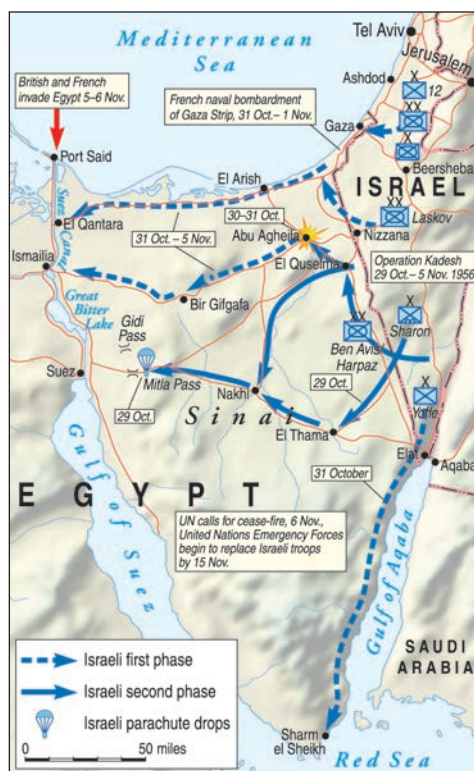 Mediterranean
Sea
Tel Aviv
Jerusalem
British and French
invade Egypt 5–6 Nov.
Ashdod
X
12
French naval bombardment
of Gaza Strip, 31 Oct.– 1 Nov.
XX
Gaza
X
Port Said
Beersheba
El Arish
ISRAEL
XX
Suez Canal
El Qantara
30–31 Oct.
Laskov
31 Oct.– 5 Nov.
Abu Agheila
Nizzana
Ismailia
El Quseima
Operation Kadesh
29 Oct.– 5 Nov. 1956
Great
Bitter
Lake
Bir Gifgafa
XX
X
Gidi
Pass
Sharon
Ben Avis/
Harpaz
X
Suez
Mitla Pass
29 Oct.
Yoffe
29 Oct.
Nakhl
Sinai
El Thama
Elat
Aqaba
31 October
EGYPT
Gulf of Suez
UN calls for cease-fire, 6 Nov.,
United Nations Emergency Forces
begin to replace Israeli troops
by 15 Nov.
Gulf of Aqaba
SAUDI
ARABIA
Israeli first phase
Israeli second phase
Israeli parachute drops
0 50 miles
Sharm
el Sheikh
Red Sea